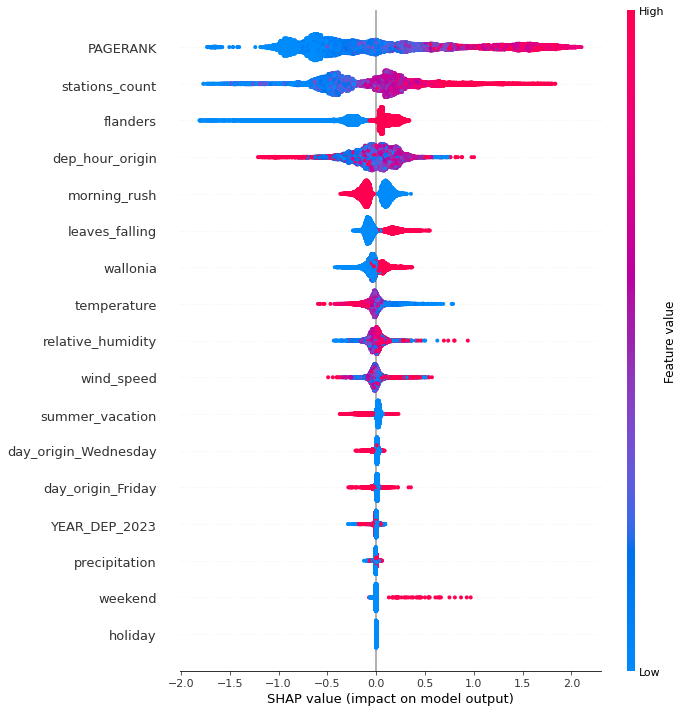 High
PAGERANK
stations_count
flanders
dep_hour_origin
morning_rush
leaves_falling
wallonia
temperature
relative_humidity
wind_speed
summer_vacation
day_origin_Wednesday
day_origin_Friday
YEAR_DEP_2023
precipitation
weekend
holiday
Feature value
Low
−2.0 −1.5 −1.0 −0.5 0.0 0.5 1.0 1.5 2.0
SHAP value (impact on model output)